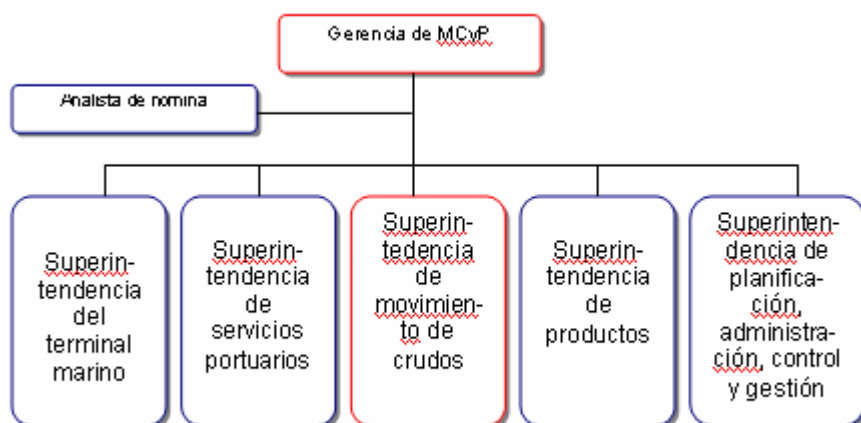 Gerencia de MCyP
Analista de nomina
Superin-
tendencia
del
terminal
marino
Superin-
tendencia
de
servicios
portuarios
Superin-
tedencia
de
movimien-
to de
crudos
Superin-
tendencia
de
productos
Superinten-
dencia de
planifica-
ción,
administra-
ción, control
y gestión